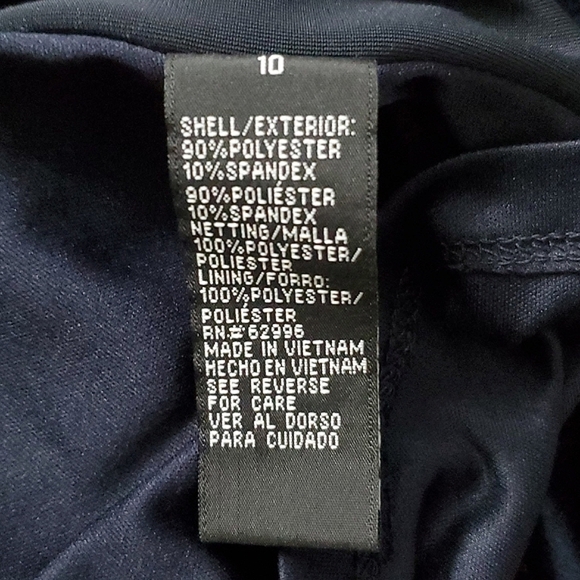 10
SHELL/EXTERIOR:
90%POLYESTER
10%SPANDEX
90%POLIÉSTER
10%SPANDEX
NETTING/MALLA
100%POLYESTER/
POLIESTER
LINING/FORRO:
100%POLYESTER/
POLIÉSTER
RN#62996
MADE IN VIETNAM
HECHO EN VIETNAM
SEE REVERSE
FOR CARE
VER AL DORSO
PARA CUIDADO